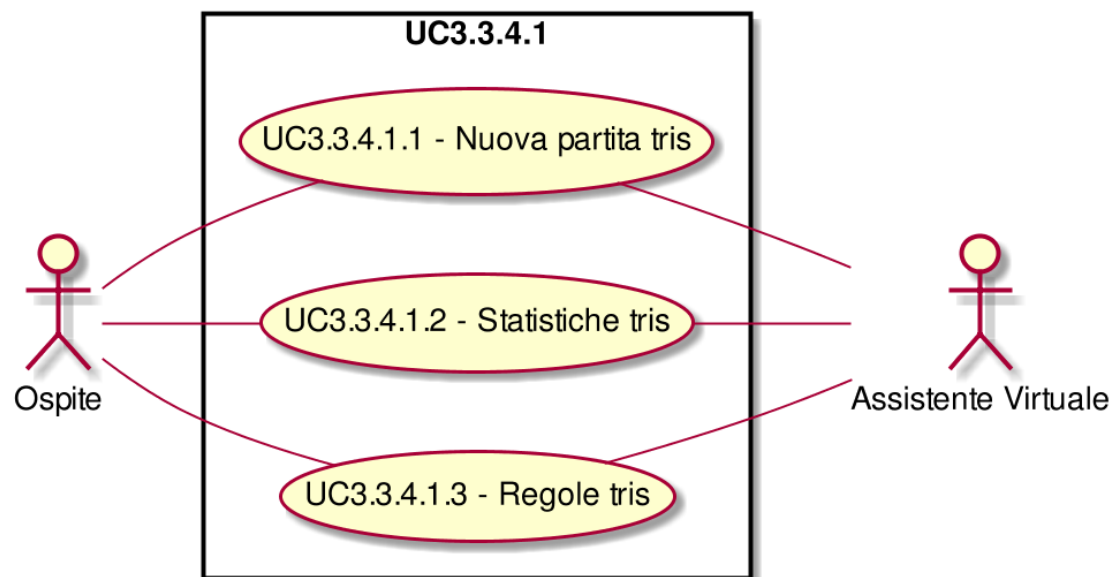 UC3.3.4.1
UC3.3.4.1.1 - Nuova partita tris
UC3.3.4.1.2 - Statistiche tris
Ospite
Assistente Virtuale
UC3.3.4.1.3 - Regole tris